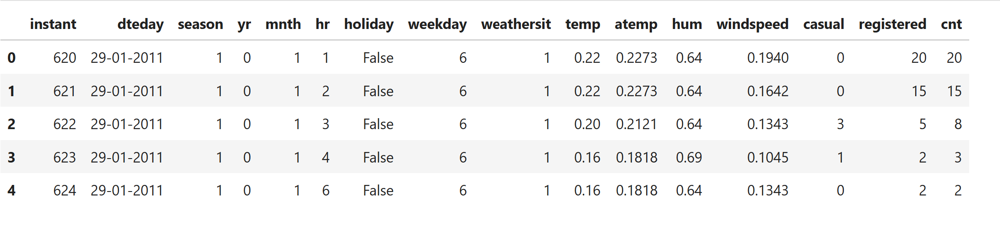 instant dteday season yr mnth hr holiday weekday weathersit temp atemp hum windspeed casual registered cnt
0 620 29-01-2011 1 0 1 1 False 6 1 0.22 0.2273 0.64 0.1940 0 20 20
1 621 29-01-2011 1 0 1 2 False 6 1 0.22 0.2273 0.64 0.1642 0 15 15
2 622 29-01-2011 1 0 1 3 False 6 1 0.20 0.2121 0.64 0.1343 3 5 8
3 623 29-01-2011 1 0 1 4 False 6 1 0.16 0.1818 0.69 0.1045 1 2 3
4 624 29-01-2011 1 0 1 6 False 6 1 0.16 0.1818 0.64 0.1343 0 2 2